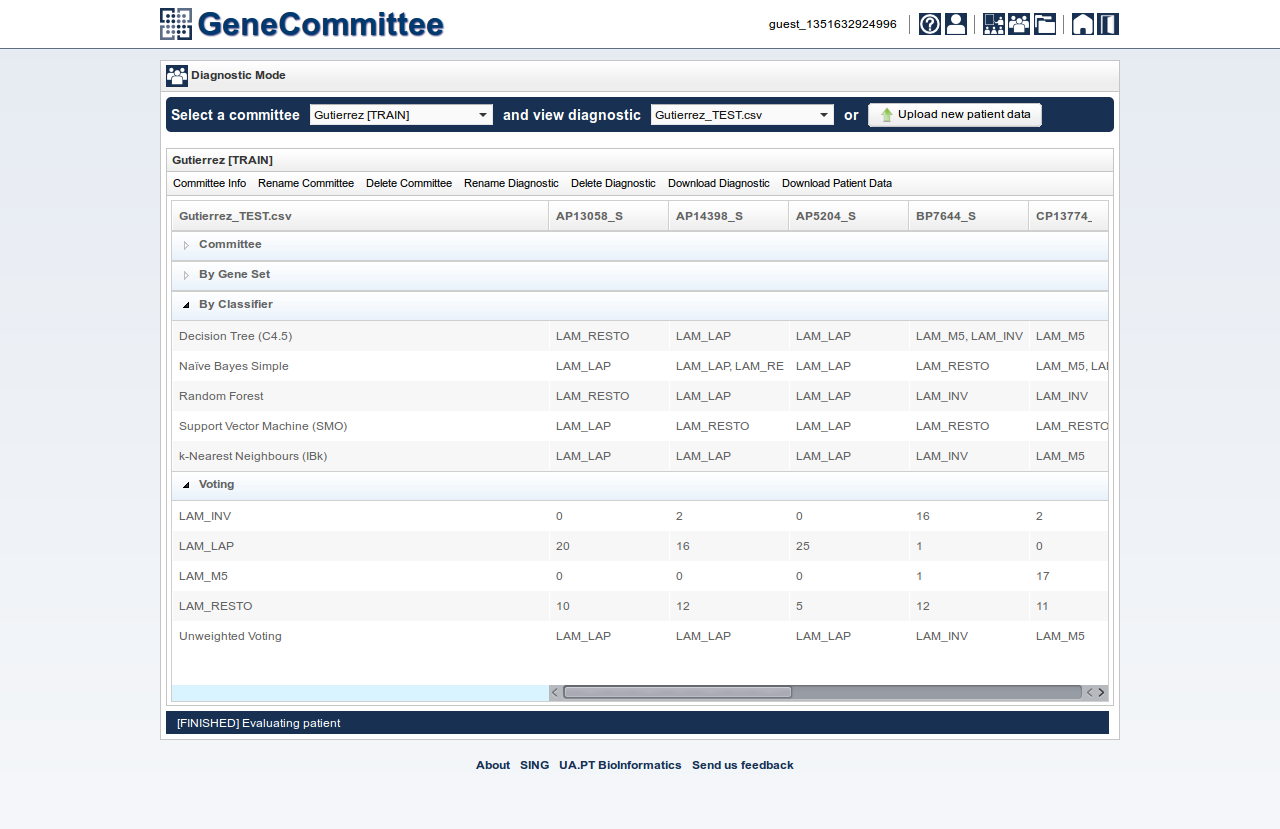 GeneCommittee guest_1351632924996
Diagnostic Mode
Select a committee Gutierrez [TRAIN] and view diagnostic Gutierrez_TEST.csv or Upload new patient data
Gutierrez [TRAIN]
Committee Info Rename Committee Delete Committee Rename Diagnostic Delete Diagnostic Download Diagnostic Download Patient Data
Gutierrez_TEST.csv AP13058_S AP14398_S AP5204_S BP7644_S CP13774_
Committee
By Gene Set
By Classifier
Decision Tree (C4.5) LAM_RESTO LAM_LAP LAM_LAP LAM_M5, LAM_INV LAM_M5
Naïve Bayes Simple LAM_LAP LAM_LAP, LAM_RE LAM_LAP LAM_RESTO LAM_M5, LAI
Random Forest LAM_RESTO LAM_LAP LAM_LAP LAM_INV LAM_INV
Support Vector Machine (SMO) LAM_LAP LAM_RESTO LAM_LAP LAM_RESTO LAM_RESTO
k-Nearest Neighbours (IBk) LAM_LAP LAM_LAP LAM_LAP LAM_INV LAM_M5
Voting
LAM_INV 0 2 0 16 2
LAM_LAP 20 16 25 1 0
LAM_M5 0 0 0 1 17
LAM_RESTO 10 12 5 12 11
Unweighted Voting LAM_LAP LAM_LAP LAM_LAP LAM_INV LAM_M5
[FINISHED] Evaluating patient
About SING UA.PT BioInformatics Send us feedback